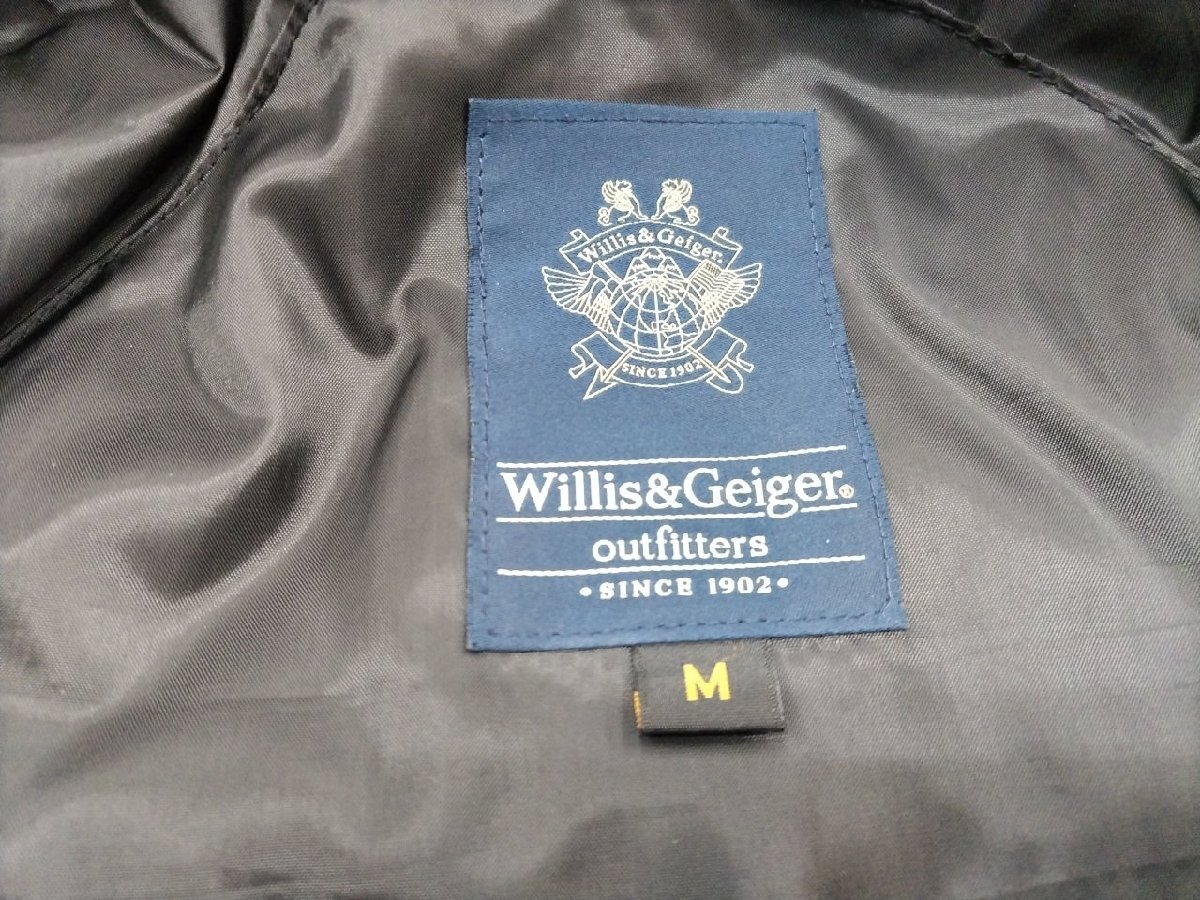 Willis&Geiger.
SINCE 1902
Willis&Geiger®
outfitters
• SINCE 1902 •
M